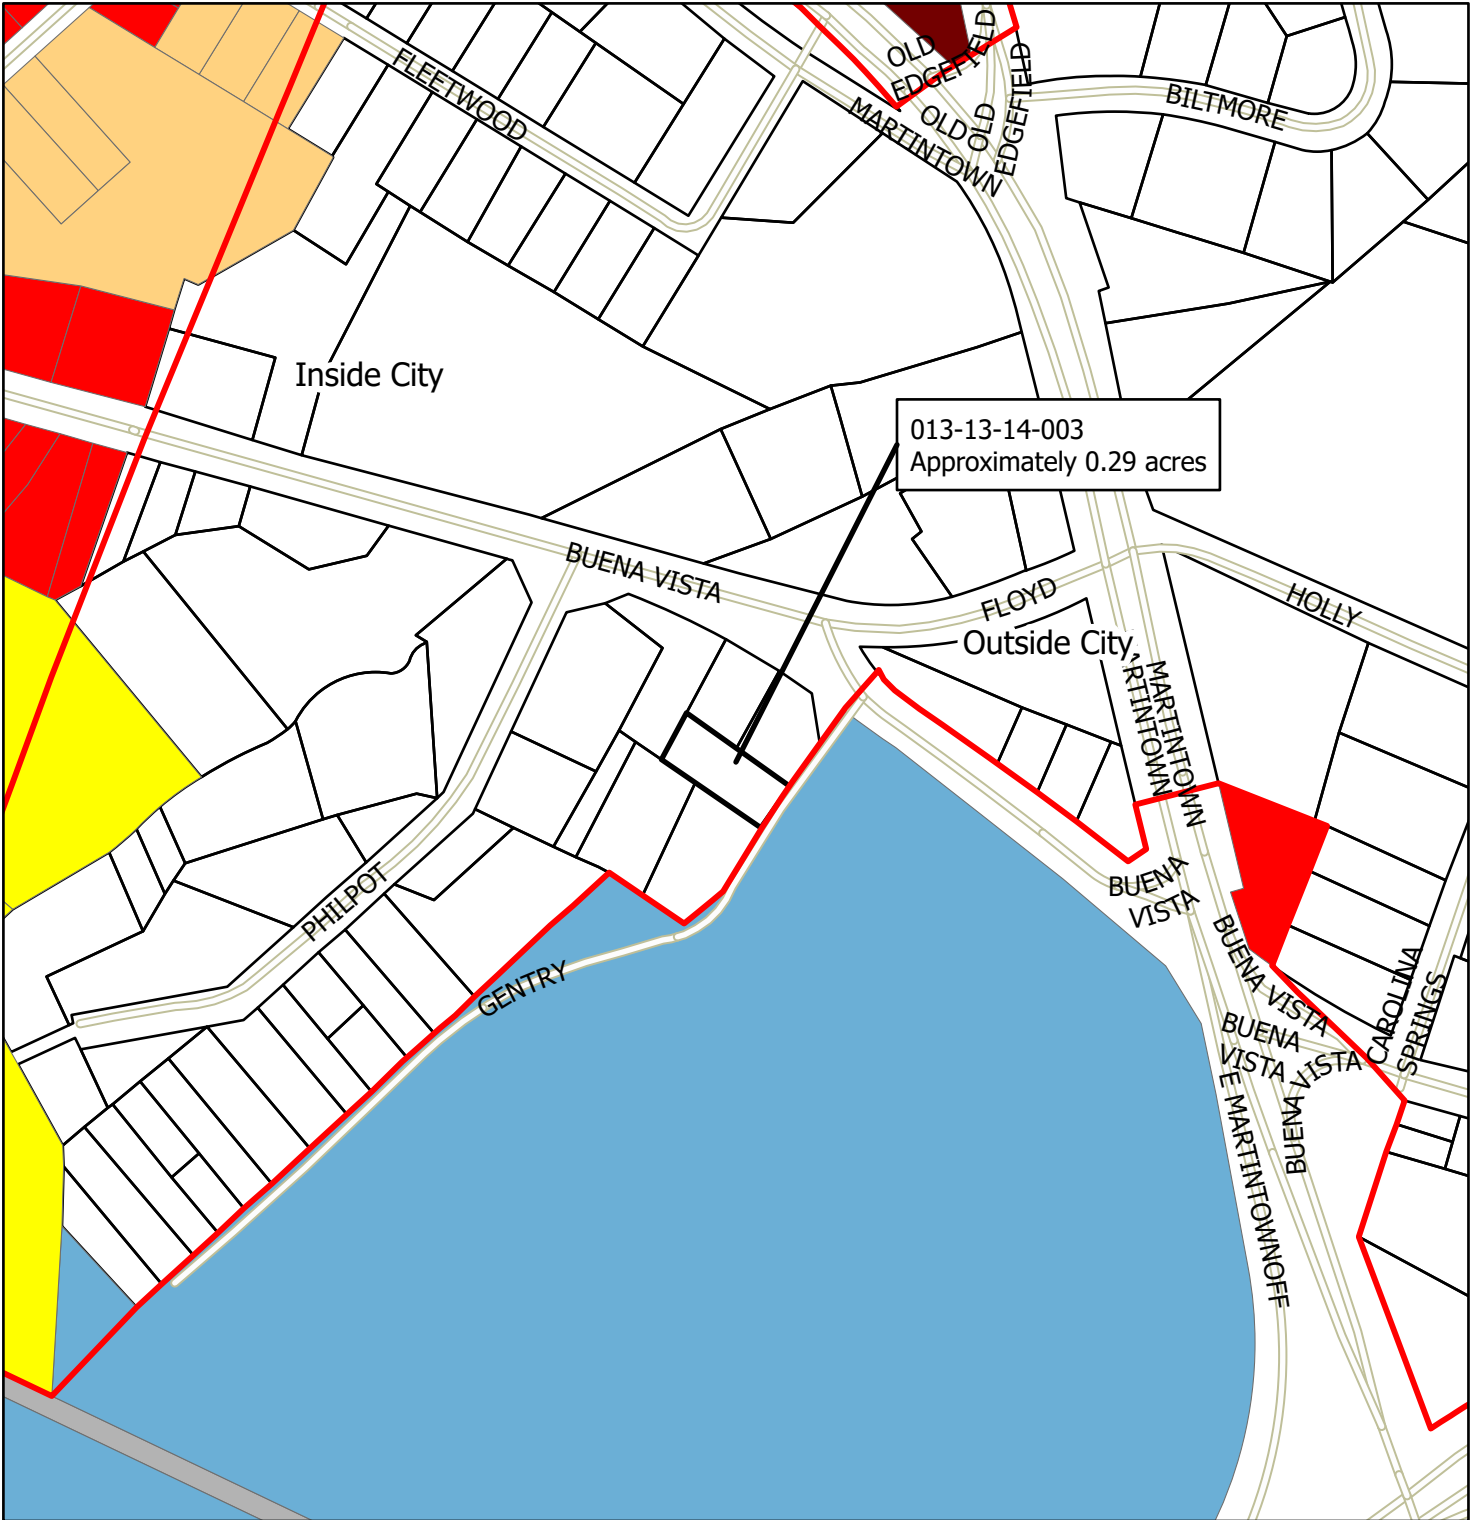 OLD
EDGEFIELD
EDGEFIELD
FLEETWOOD
MARTINTOWN
OLD
OLD
BILTMORE
Inside City
013-13-14-003
Approximately 0.29 acres
BUENA VISTA
FLOYD
HOLLY
Outside City
MARTINTOWN
BUENA
VISTA
PHILPOT
GENTRY
BUENA VISTA
BUENA
VISTA
CAROLINA
SPRINGS
BUENA VISTA
E MARTINTOWNOFF